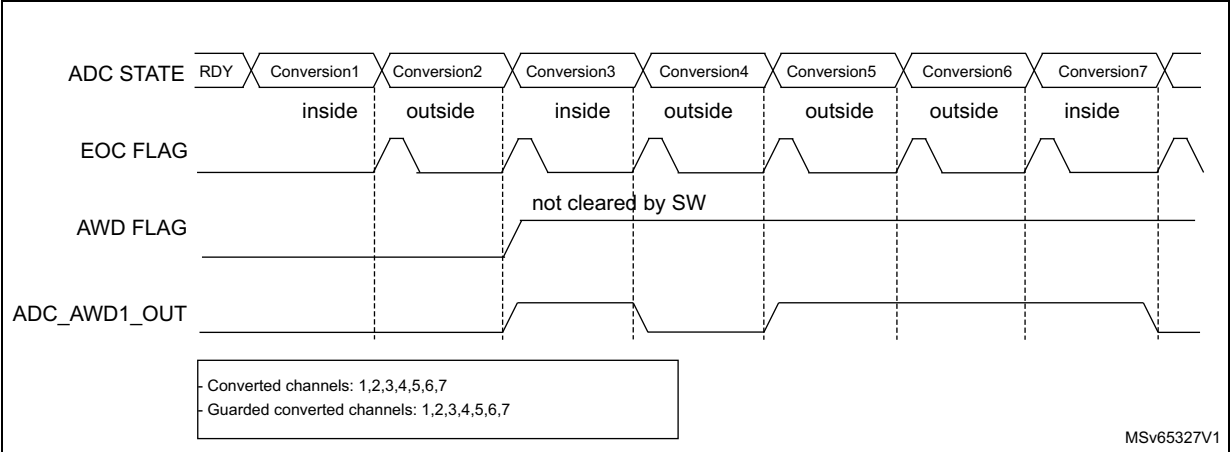 ADC STATE RDY Conversion1 Conversion2 Conversion3 Conversion4 Conversion5 Conversion6 Conversion7
inside outside inside outside outside outside inside
EOC FLAG
not cleared by SW
AWD FLAG
ADC_AWD1_OUT
- Converted channels: 1,2,3,4,5,6,7
- Guarded converted channels: 1,2,3,4,5,6,7
MSv65327V1